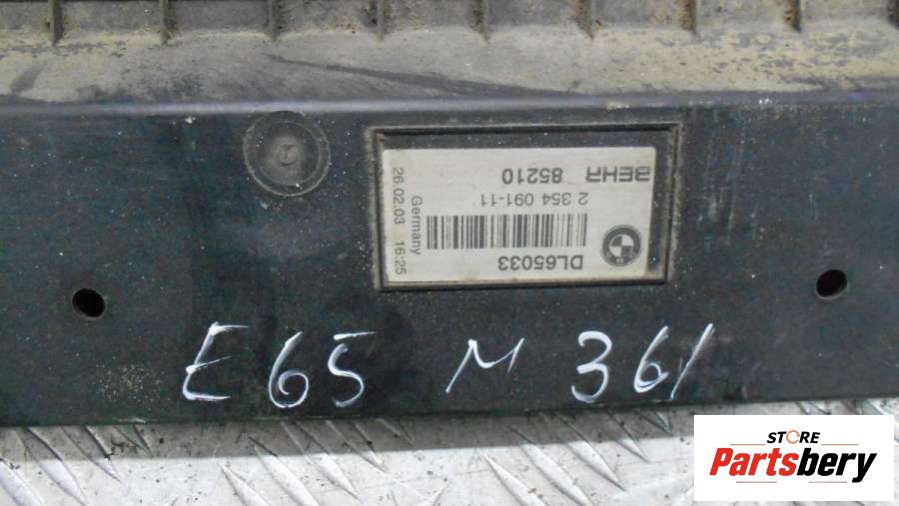 BEHR 85210
2 354 091-11
DL65033
Germany
26.02.03 16:25
E65 M 361
STORE
Partsbery